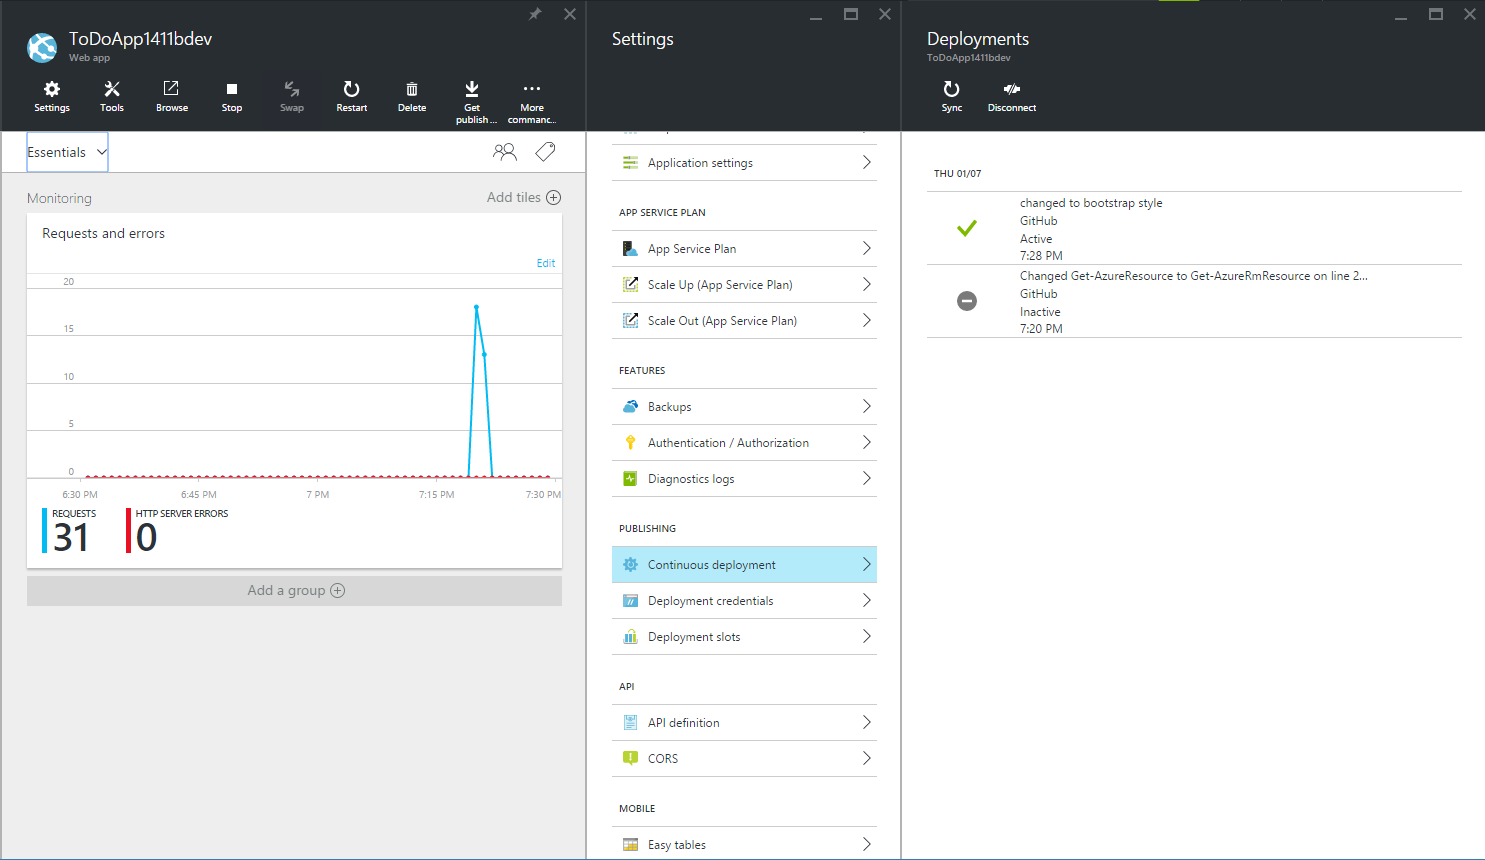 ToDoApp1411bdev
Web app
Settings
Tools
Browse
Stop
Swap
Restart
Delete
Get
publish ...
More
commanc...
Essentials
Monitoring
Add tiles
Requests and errors
Edit
20
15
10
5
0
6:30 PM
6:45 PM
7 PM
7:15 PM
7:30 PM
REQUESTS
31
HTTP SERVER ERRORS
0
Add a group
Settings
Application settings
APP SERVICE PLAN
App Service Plan
Scale Up (App Service Plan)
Scale Out (App Service Plan)
FEATURES
Backups
Authentication / Authorization
Diagnostics logs
PUBLISHING
Continuous deployment
Deployment credentials
Deployment slots
API
API definition
CORS
MOBILE
Easy tables
Deployments
ToDoApp1411bdev
Sync
Disconnect
THU 01/07
changed to bootstrap style
GitHub
Active
7:28 PM
Changed Get-AzureResource to Get-AzureRmResource on line 2...
GitHub
Inactive
7:20 PM